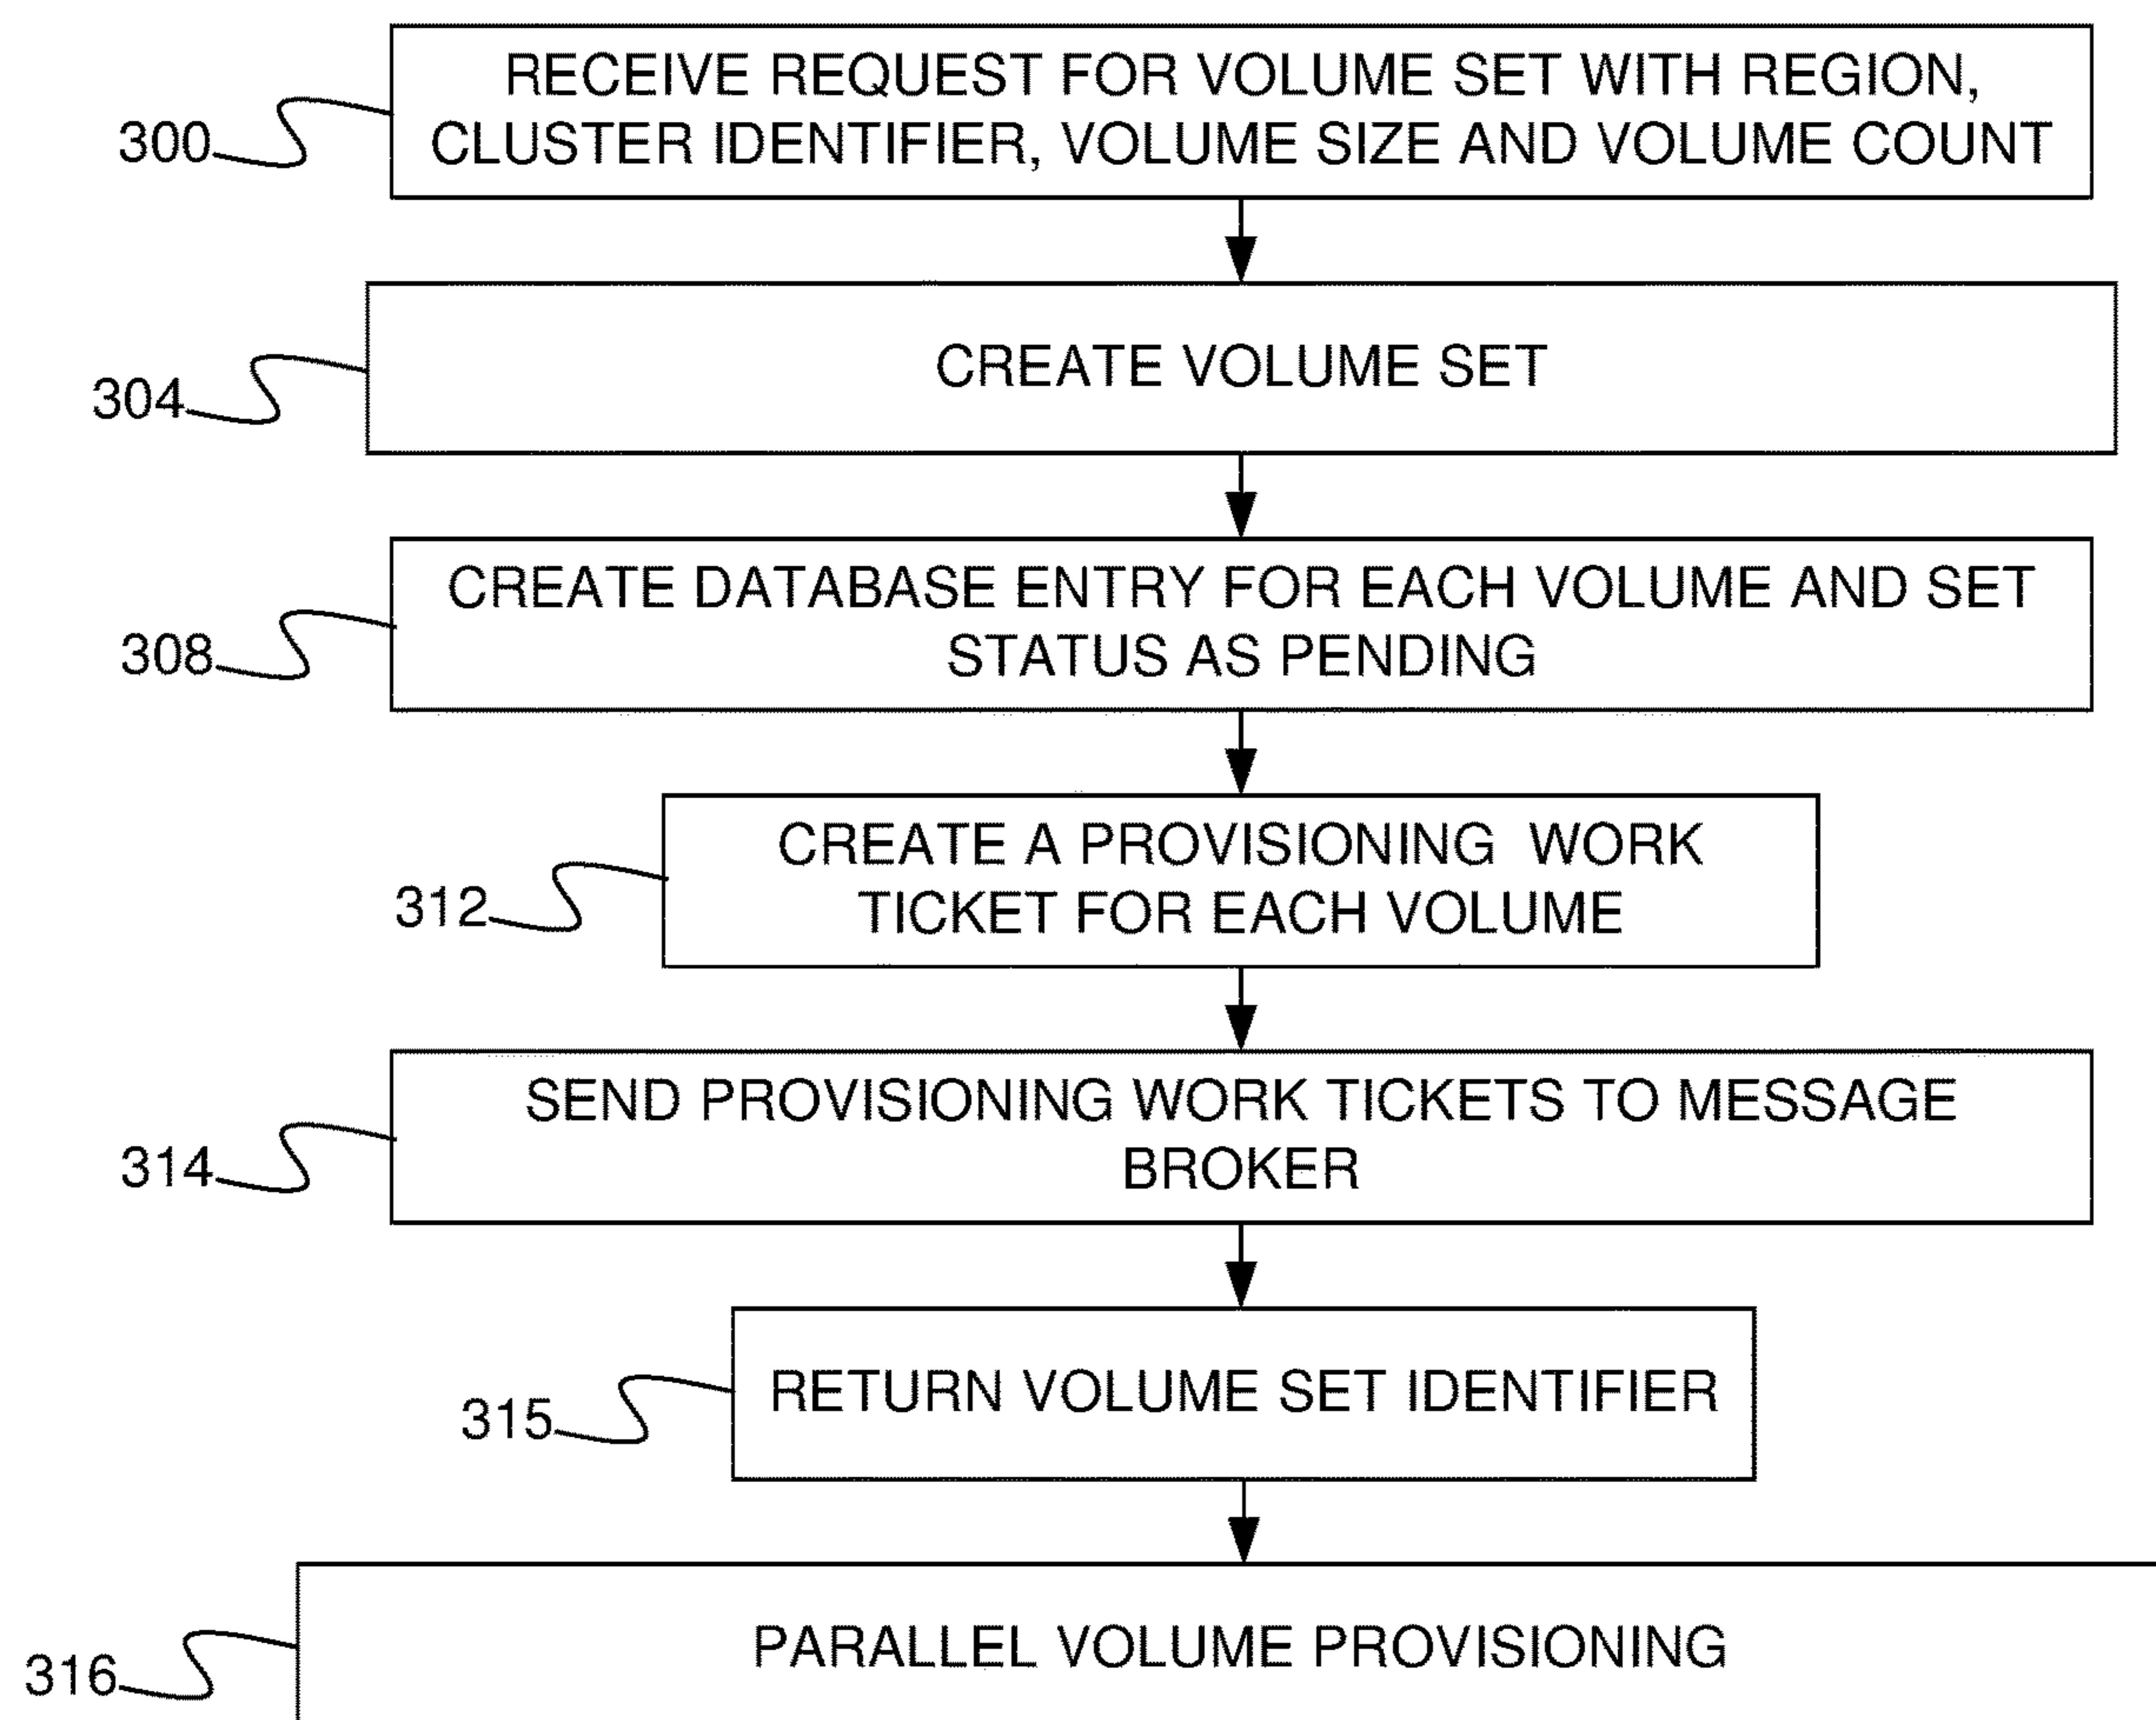 RECEIVE REQUEST FOR VOLUME SET WITH REGION,
CLUSTER IDENTIFIER, VOLUME SIZE AND VOLUME COUNT
300
CREATE VOLUME SET
304
CREATE DATABASE ENTRY FOR EACH VOLUME AND SET
STATUS AS PENDING
308
CREATE A PROVISIONING WORK
TICKET FOR EACH VOLUME
312
SEND PROVISIONING WORK TICKETS TO MESSAGE
BROKER
314
RETURN VOLUME SET IDENTIFIER
315
PARALLEL VOLUME PROVISIONING
316